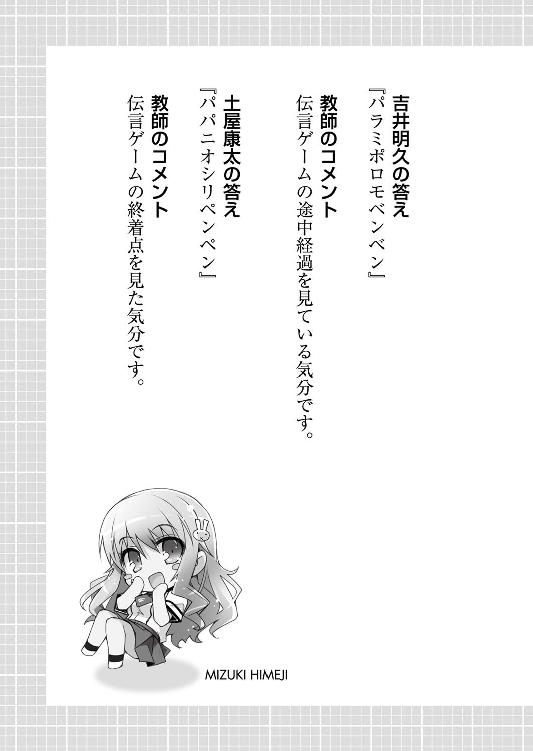 吉井明久の答え
『パラミポロモベンベン』
教師のコメント
伝言ゲームの途中経過を見ている気分です。
土屋康太の答え
『パパニオシリペンペン』
教師のコメント
伝言ゲームの終着点を見た気分です。
MIZUKI HIMEJI